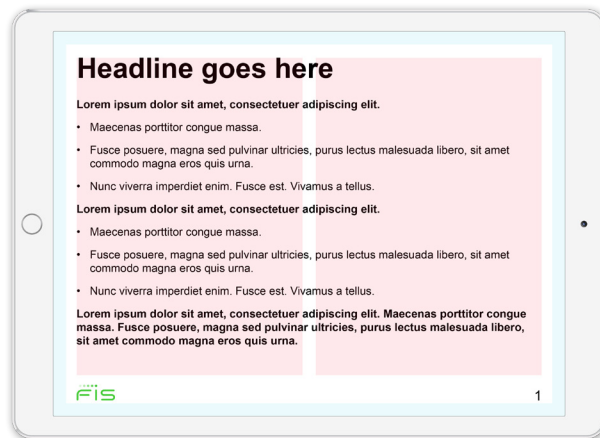 Headline goes here
Lorem ipsum dolor sit amet, consectetuer adipiscing elit.
• Maecenas porttitor congue massa.
• Fusce posuere, magna sed pulvinar ultricies, purus lectus malesuada libero, sit amet
commodo magna eros quis urna.
• Nunc viverra imperdiet enim. Fusce est. Vivamus a tellus.
Lorem ipsum dolor sit amet, consectetuer adipiscing elit.
• Maecenas porttitor congue massa.
• Fusce posuere, magna sed pulvinar ultricies, purus lectus malesuada libero, sit amet
commodo magna eros quis urna.
• Nunc viverra imperdiet enim. Fusce est. Vivamus a tellus.
Lorem ipsum dolor sit amet, consectetuer adipiscing elit. Maecenas porttitor congue
massa. Fusce posuere, magna sed pulvinar ultricies, purus lectus malesuada libero,
sit amet commodo magna eros quis urna.
FIS 1